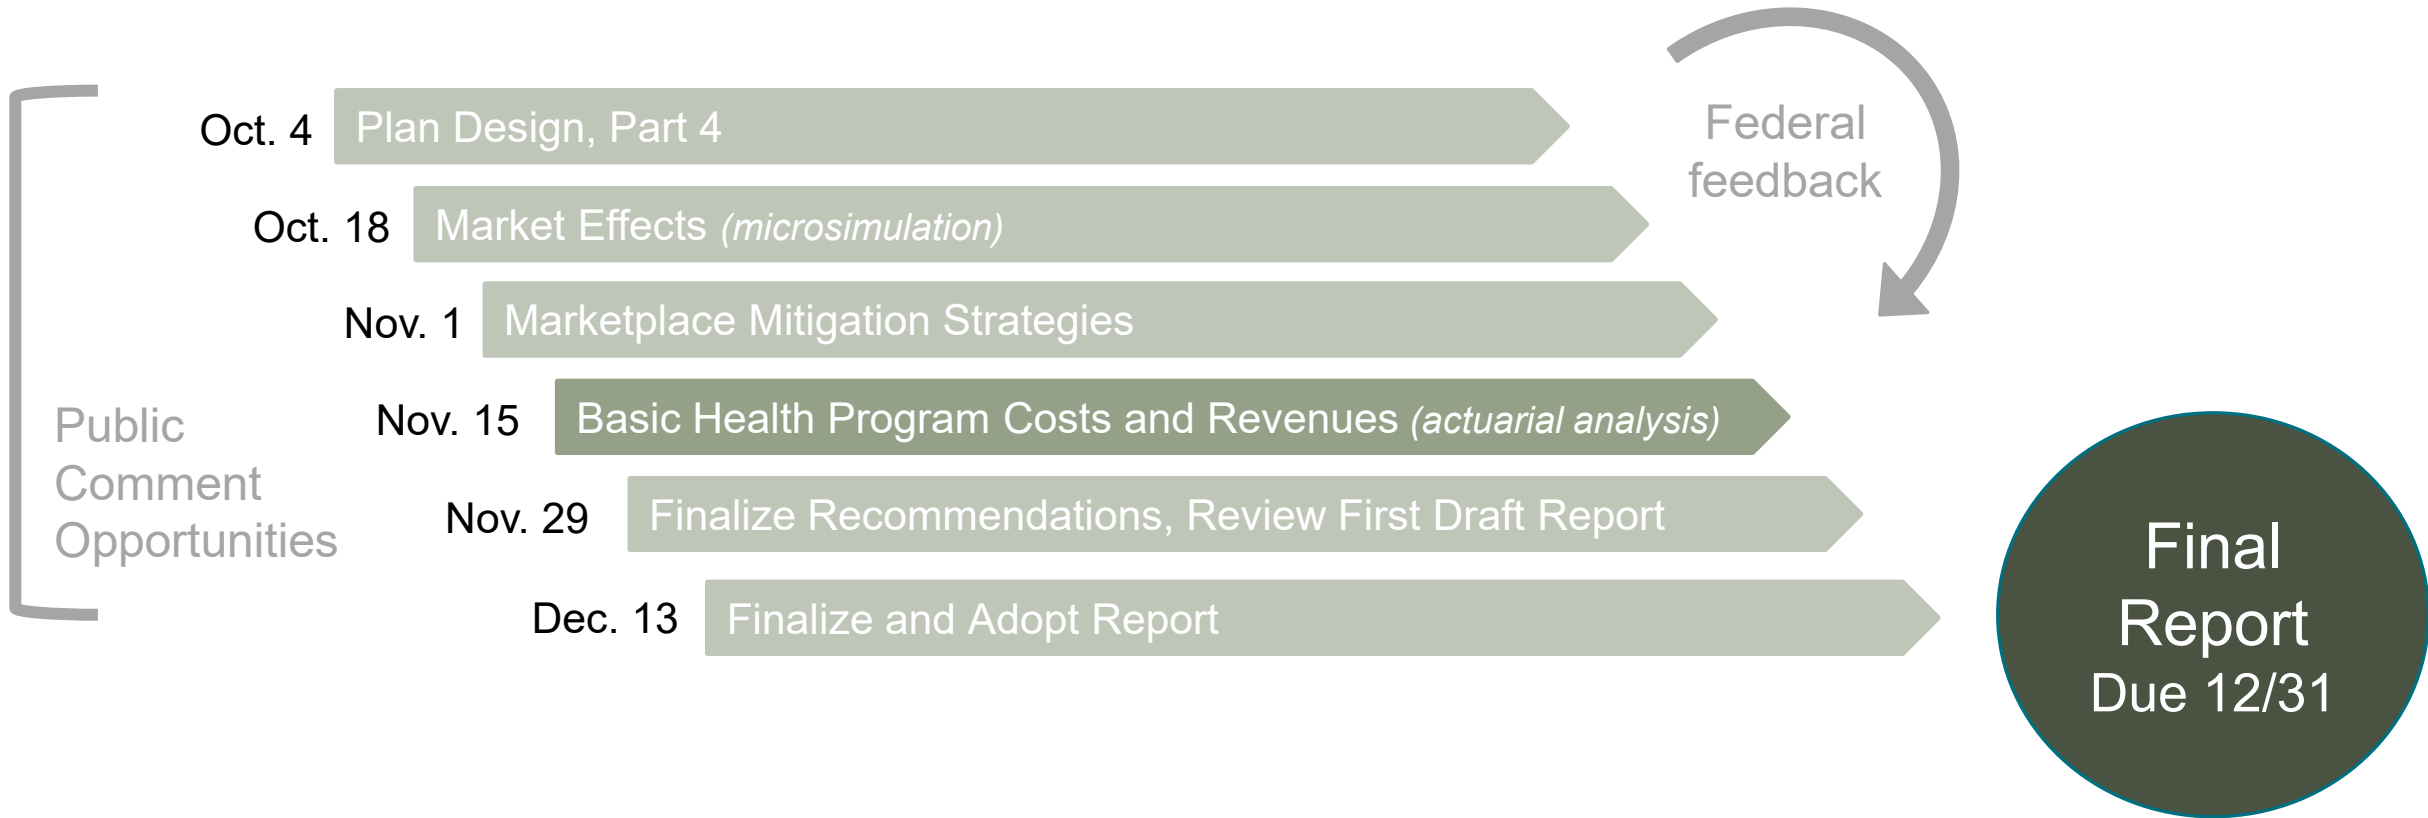 Federal
feedback
Oct. 4 Plan Design, Part 4
Oct. 18 Market Effects (microsimulation)
Nov. 1 Marketplace Mitigation Strategies
Nov. 15 Basic Health Program Costs and Revenues (actuarial analysis)
Nov. 29 Finalize Recommendations, Review First Draft Report
Dec. 13 Finalize and Adopt Report
Public
Comment
Opportunities
Final
Report
Due 12/31